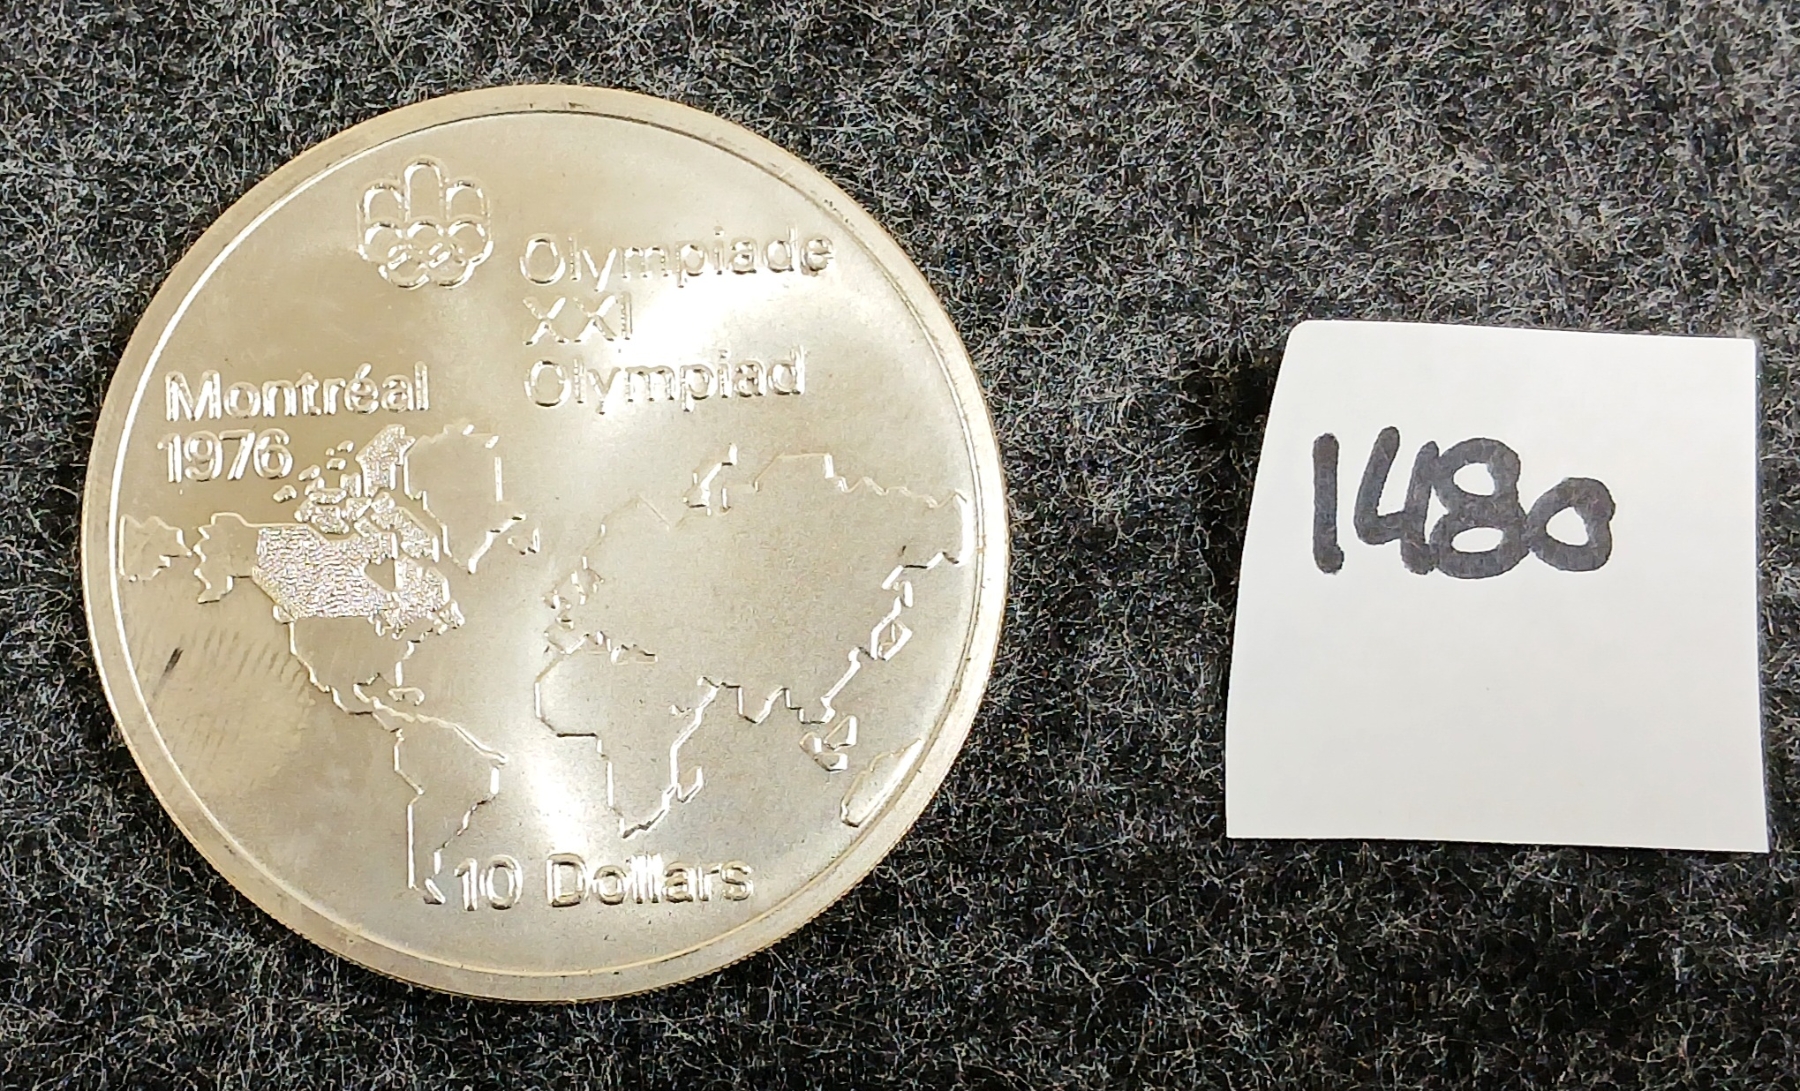 Olympiade
XXI
Olympiad
Montréal
1976
10 Dollars
1480